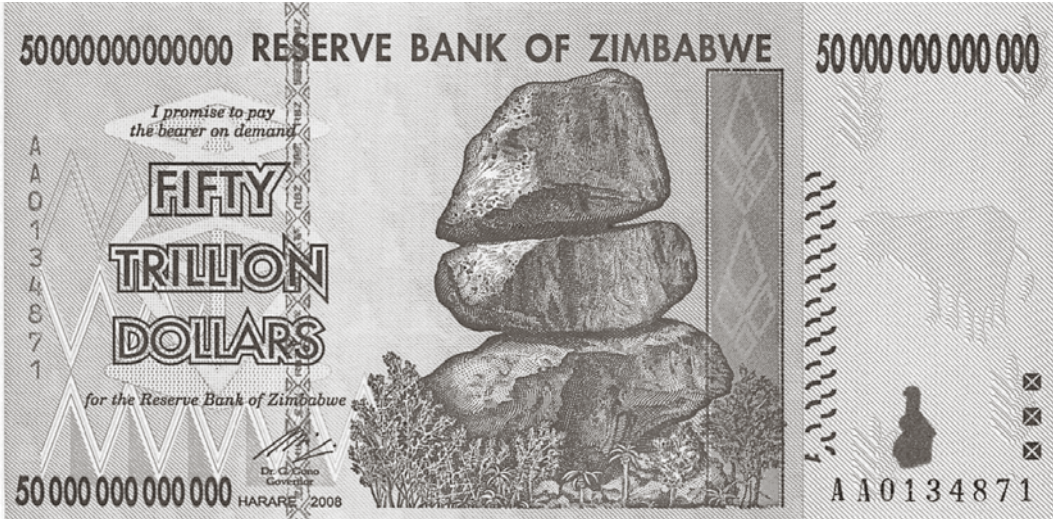 50000000000000 RESERVE BANK OF ZIMBABWE 50 000 000 000 000
I promise to pay
the bearer on demand
AA0134871
FIFTY
TRILLION
DOLLARS
for the Reserve Bank of Zimbabwe
Dr. G. Gono
Governor
50 000 000 000 000 HARARE 2008
AA0134871